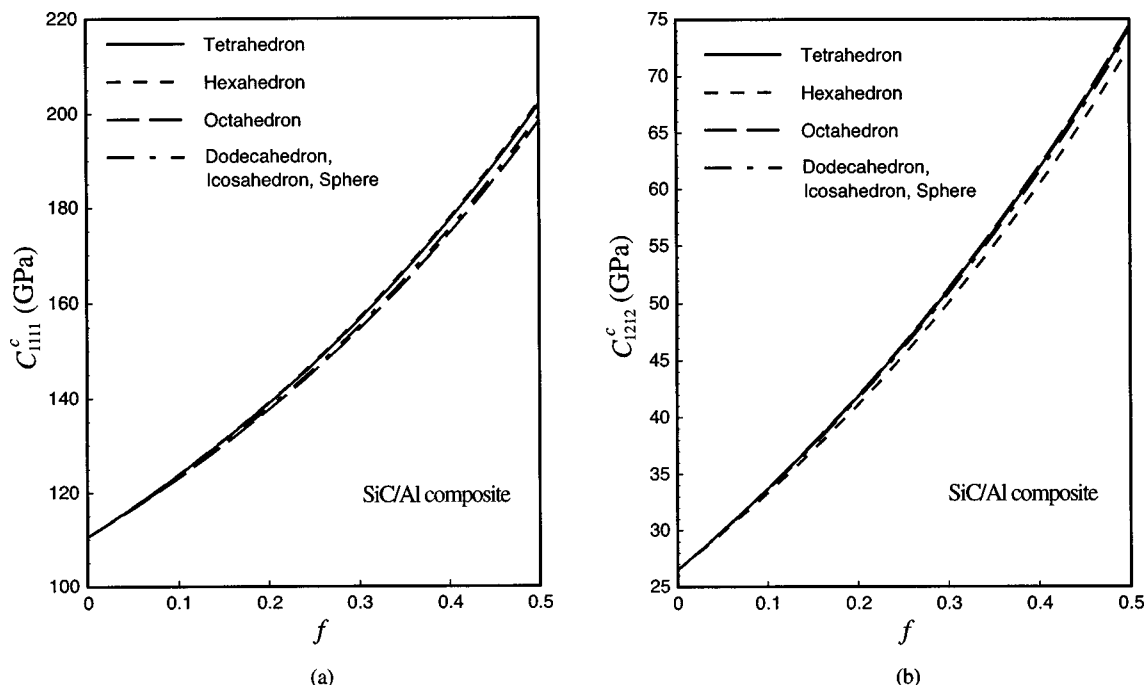 220
200
180
160
140
120
100
C^c_1111 (GPa)
Tetrahedron
Hexahedron
Octahedron
Dodecahedron,
Icosahedron, Sphere
SiC/Al composite
0 0.1 0.2 0.3 0.4 0.5
f
(a)
75
70
65
60
55
50
45
40
35
30
25
C^c_1212 (GPa)
Tetrahedron
Hexahedron
Octahedron
Dodecahedron,
Icosahedron, Sphere
SiC/Al composite
0 0.1 0.2 0.3 0.4 0.5
f
(b)